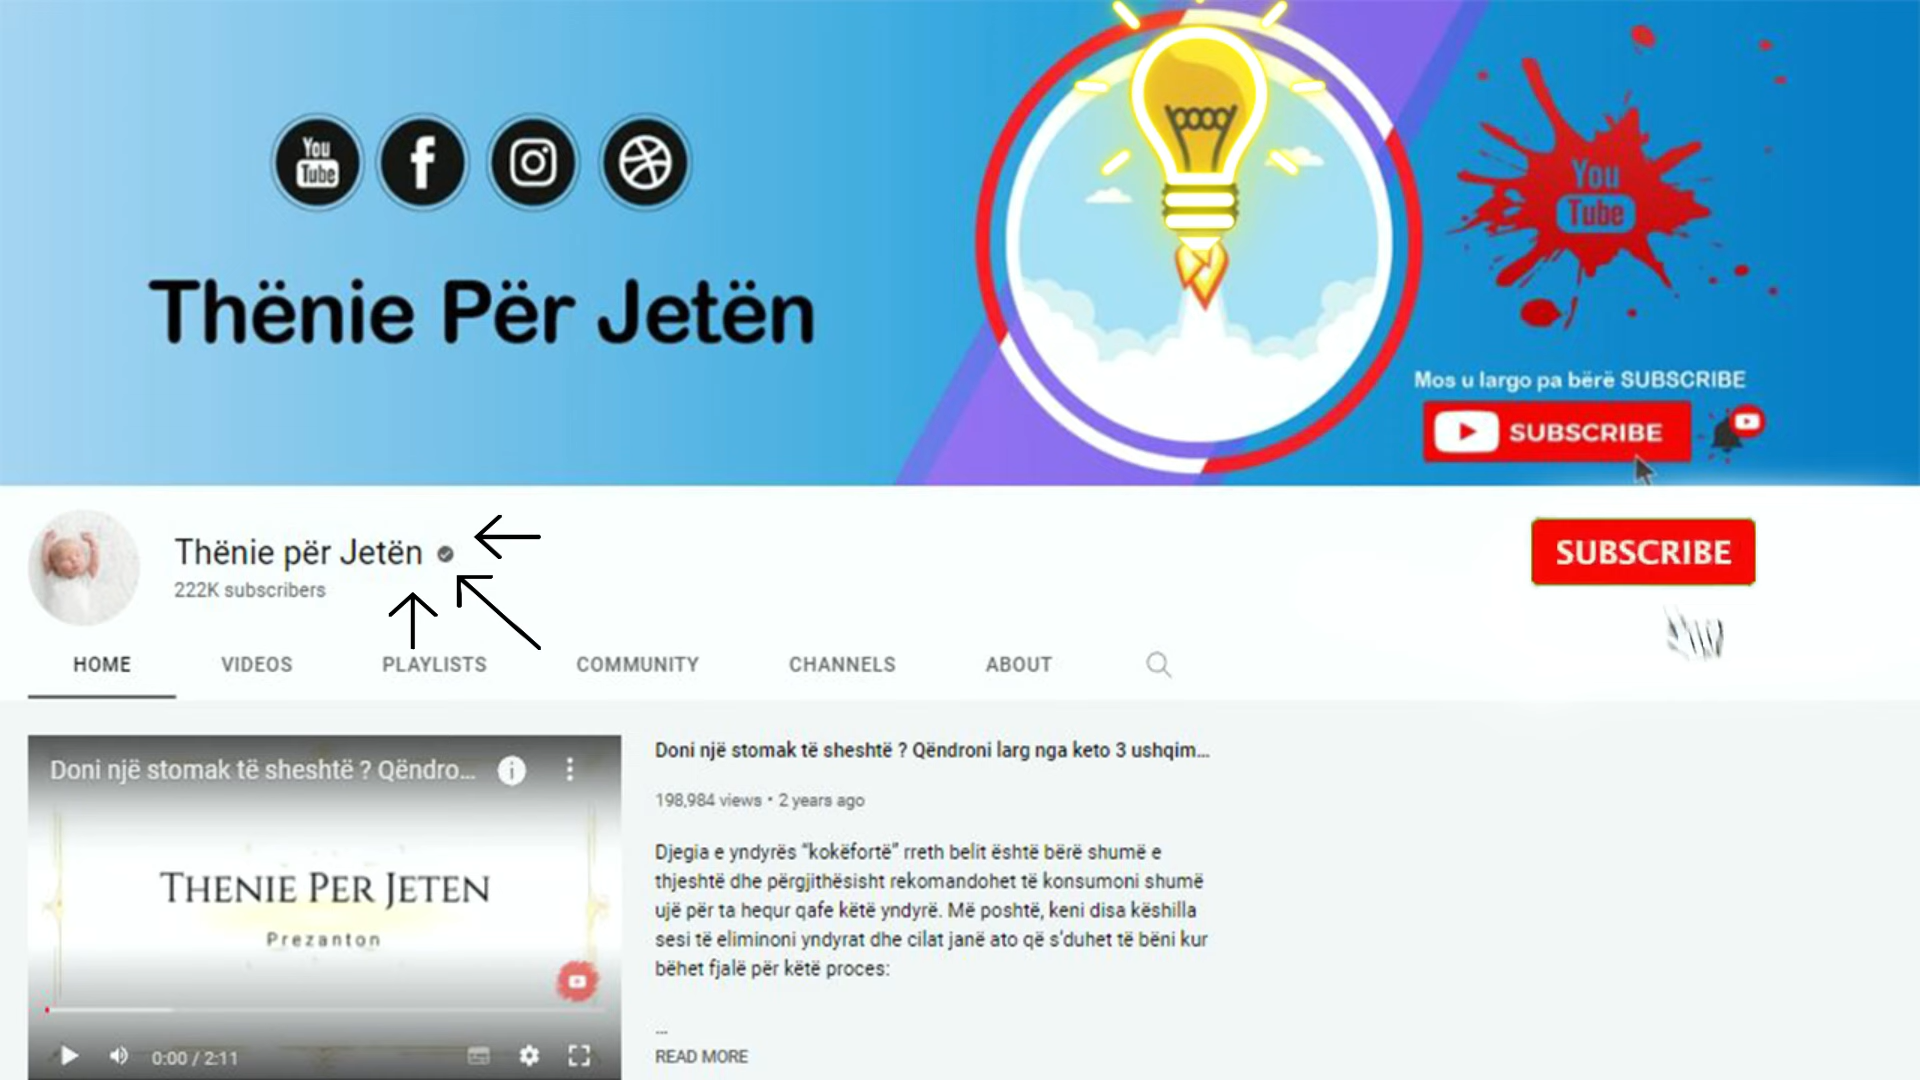 You
Tube
Thënie Për Jetën
You
Tube
Mos u largo pa bërë SUBSCRIBE
SUBSCRIBE
Thënie për Jetën
222K subscribers
SUBSCRIBE
HOME VIDEOS PLAYLISTS COMMUNITY CHANNELS ABOUT
Doni një stomak të sheshtë ? Qëndro...
THENIE PER JETEN
Prezanton
0:00 / 2:11
Doni një stomak të sheshtë ? Qëndroni larg nga keto 3 ushqim...
198,984 views • 2 years ago
Djegia e yndyrës “kokëfortë” rreth belit është bërë shumë e
thjeshtë dhe përgjithësisht rekomandohet të konsumoni shumë
ujë për ta hequr qafe këtë yndyrë. Më poshtë, keni disa këshilla
sesi të eliminoni yndyrat dhe cilat janë ato që s'duhet të bëni kur
bëhet fjalë për këtë proces:
...
READ MORE